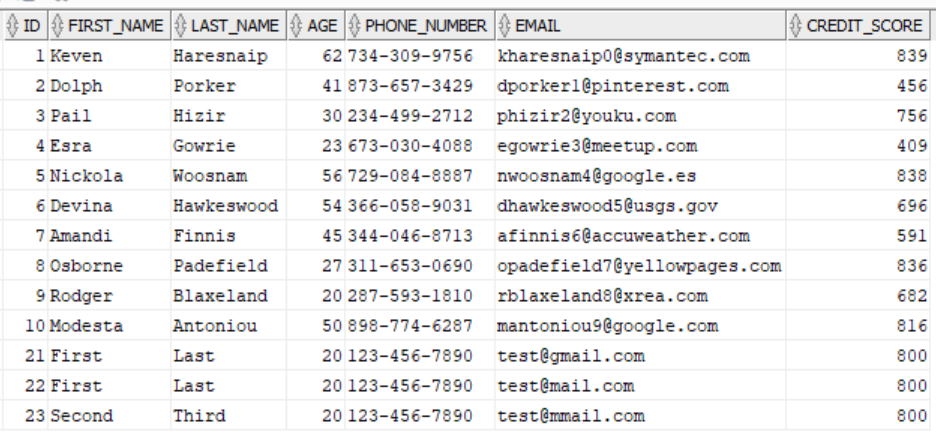 ID FIRST_NAME LAST_NAME AGE PHONE_NUMBER EMAIL CREDIT_SCORE
1 Keven Haresnaip 62 734-309-9756 kharesnaip0@symantec.com 839
2 Dolph Porker 41 873-657-3429 dporker1@pinterest.com 456
3 Pail Hizir 30 234-499-2712 phizir2@youku.com 756
4 Esra Gowrie 23 673-030-4088 egowrie3@meetup.com 409
5 Nickola Woosnam 56 729-084-8887 nwoosnam4@google.es 838
6 Devina Hawkeswood 54 366-058-9031 dhawkeswood5@usgs.gov 696
7 Amandi Finnis 45 344-046-8713 afinnis6@accuweather.com 591
8 Osborne Padefield 27 311-653-0690 opadefield7@yellowpages.com 836
9 Rodger Blaxeland 20 287-593-1810 rblaxeland8@xrea.com 682
10 Modesta Antoniou 50 898-774-6287 mantoniou9@google.com 816
21 First Last 20 123-456-7890 test@gmail.com 800
22 First Last 20 123-456-7890 test@mail.com 800
23 Second Third 20 123-456-7890 test@mmail.com 800